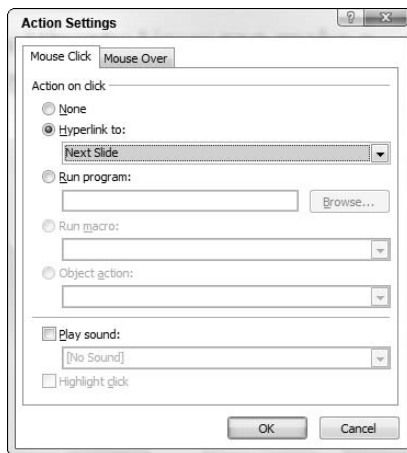 Action Settings
Mouse Click Mouse Over
Action on click
None
Hyperlink to:
Next Slide
Run program:
Browse...
Run macro:
Object action:
Play sound:
[No Sound]
Highlight click
OK Cancel